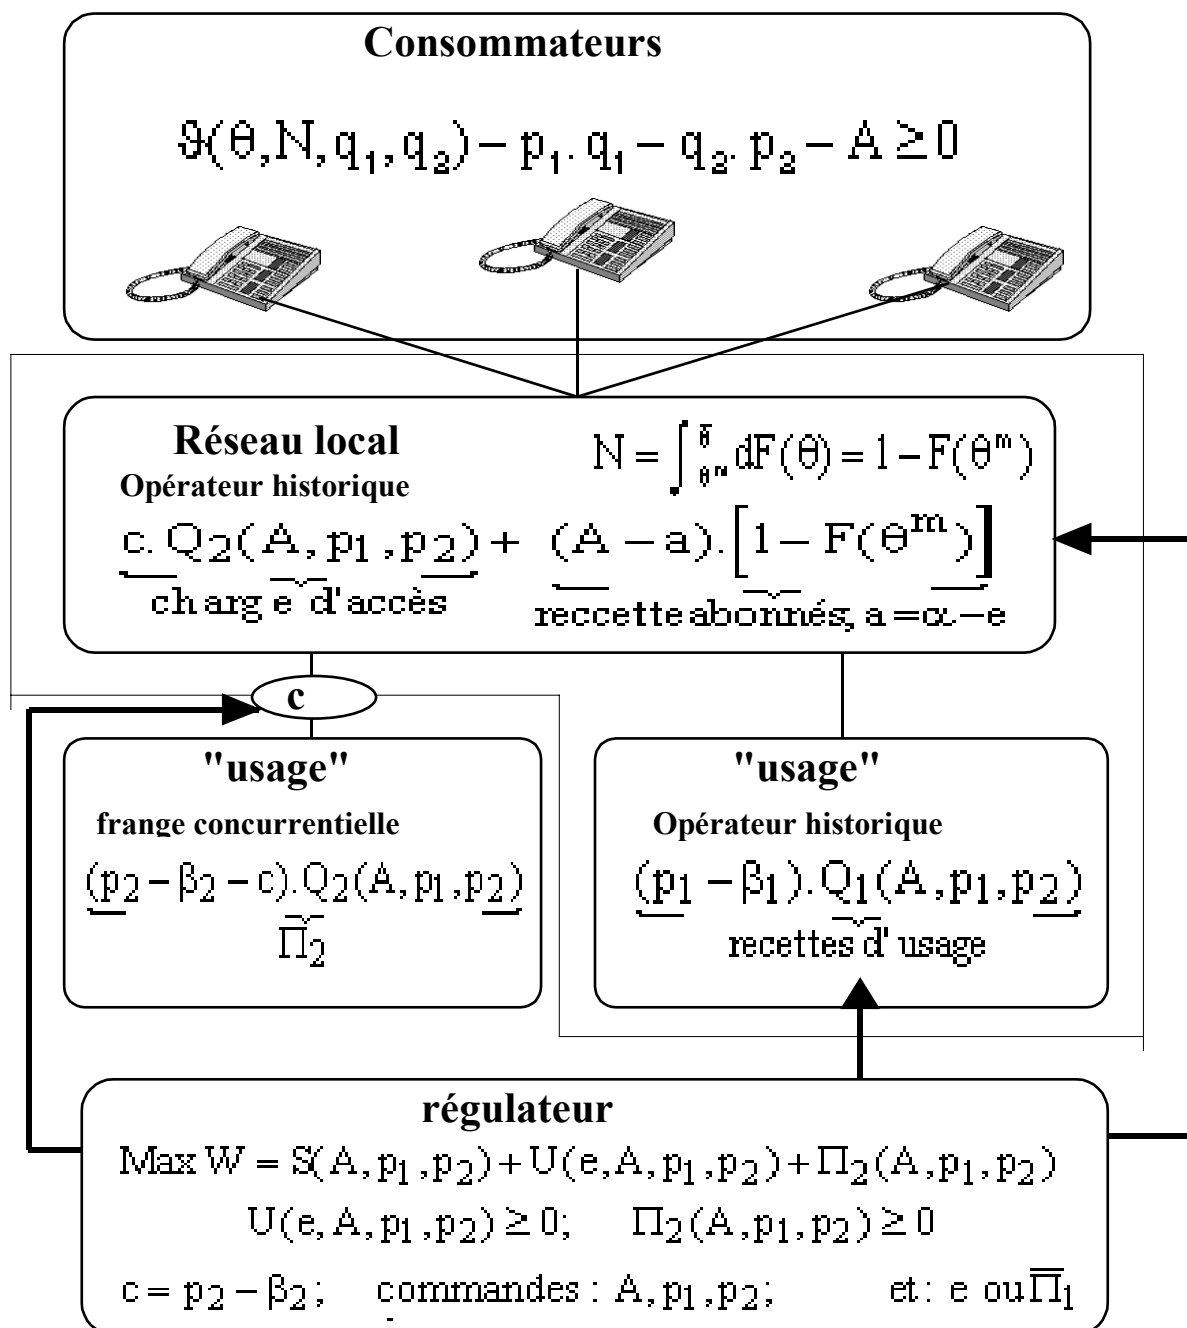 Consommateurs
ϑ(θ,N,q₁,q₂)− p₁.q₁− q₂.p₂− A ≥ 0
Réseau local
N = ∫_{θᵐ}^{θ̄} dF(θ) = 1 − F(θᵐ)
Opérateur historique
c.Q₂(A,p₁,p₂) + (A − a).[1 − F(θᵐ)]
charge d'accès
reccette abonnés, a = α − e
c
"usage"
frange concurrentielle
(p₂ − β₂ − c).Q₂(A,p₁,p₂)
Π₂
"usage"
Opérateur historique
(p₁ − β₁).Q₁(A,p₁,p₂)
recettes d'usage
régulateur
Max W = S(A,p₁,p₂) + U(e,A,p₁,p₂) + Π₂(A,p₁,p₂)
U(e,A,p₁,p₂) ≥ 0; Π₂(A,p₁,p₂) ≥ 0
c = p₂ − β₂; commandes : A,p₁,p₂; et : e ou Π̅₁